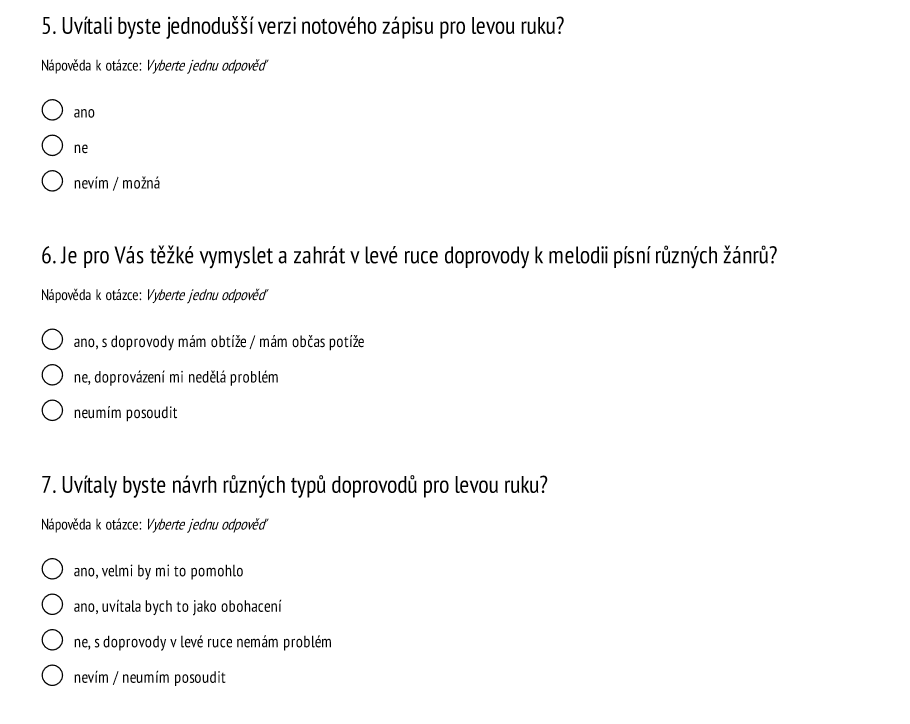 5. Uvítali byste jednodušší verzi notového zápisu pro levou ruku?
Nápověda k otázce: Vyberte jednu odpověď
ano
ne
nevím / možná
6. Je pro Vás těžké vymyslet a zahrát v levé ruce doprovody k melodii písní různých žánrů?
Nápověda k otázce: Vyberte jednu odpověď
ano, s doprovody mám obtíže / mám občas potíže
ne, doprovázení mi nedělá problém
neumím posoudit
7. Uvítaly byste návrh různých typů doprovodů pro levou ruku?
Nápověda k otázce: Vyberte jednu odpověď
ano, velmi by mi to pomohlo
ano, uvítala bych to jako obohacení
ne, s doprovody v levé ruce nemám problém
nevím / neumím posoudit